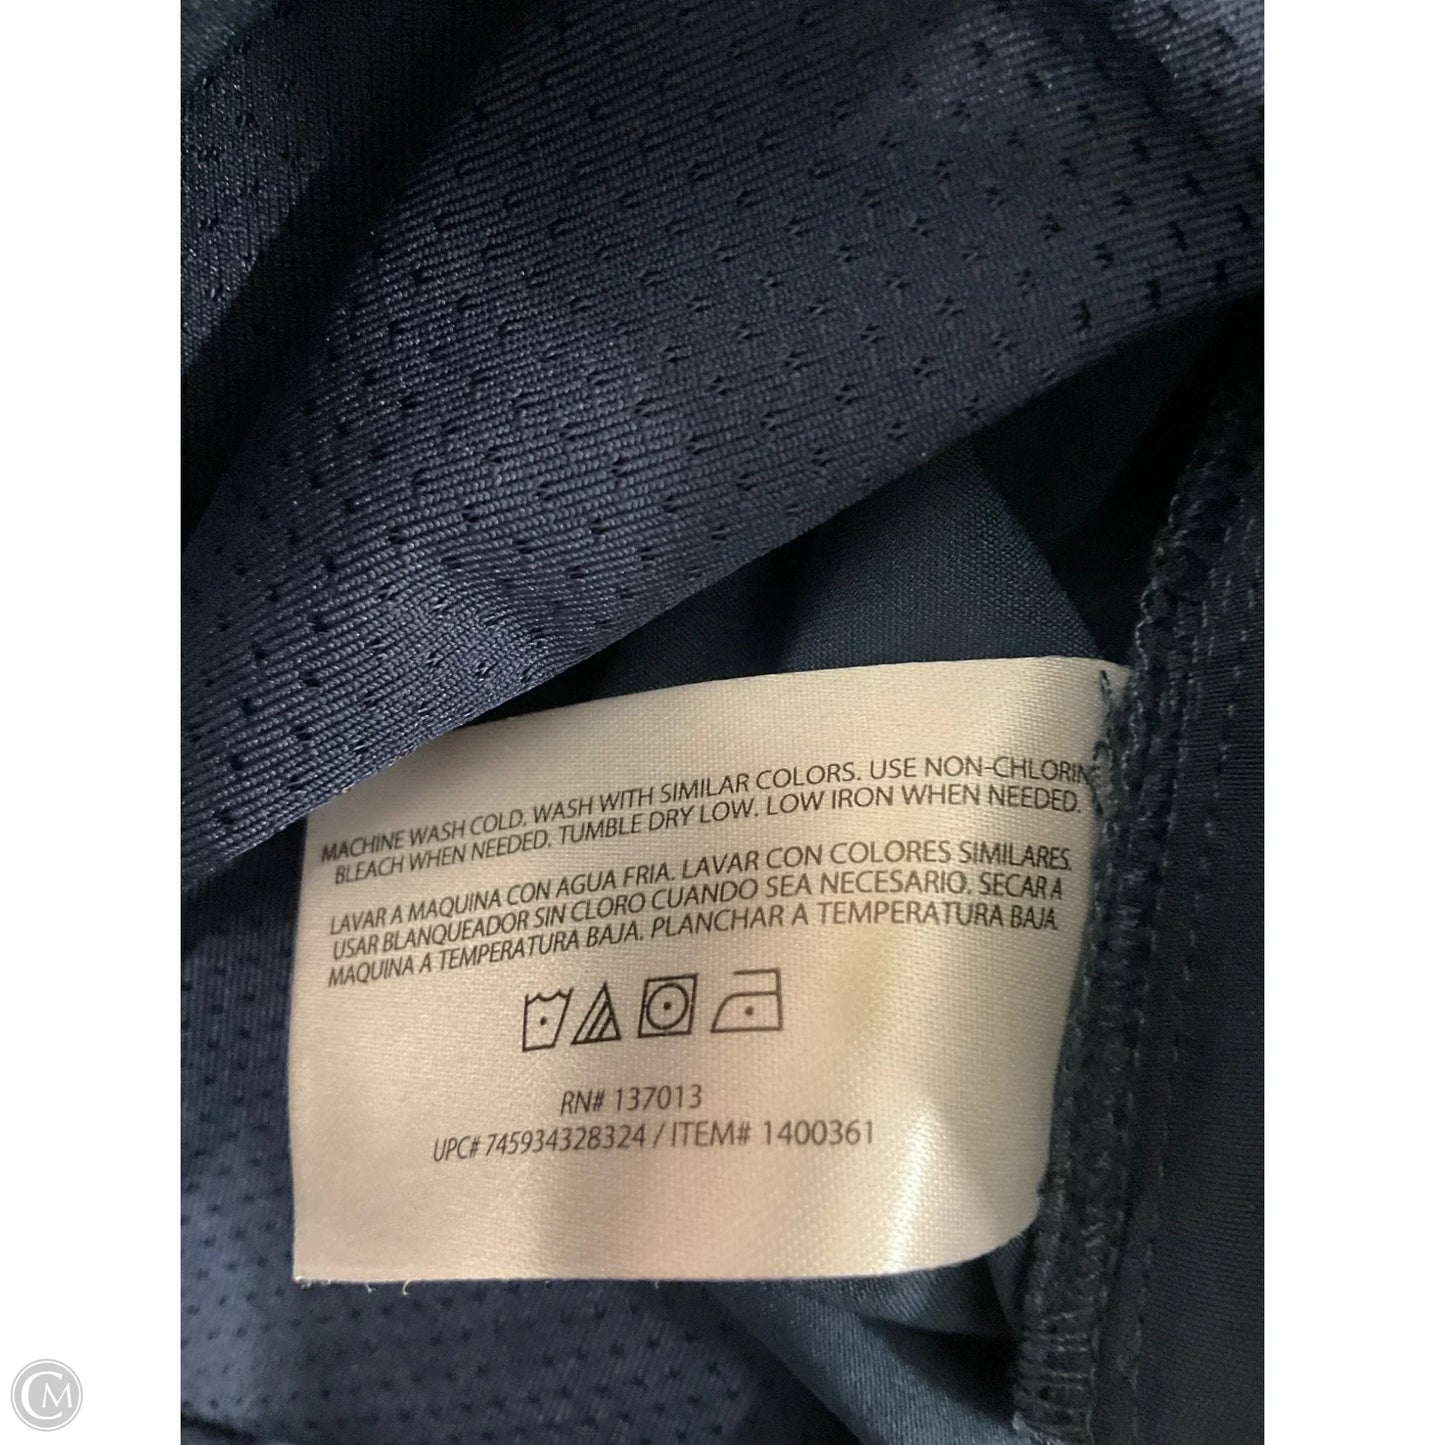 MACHINE WASH COLD. WASH WITH SIMILAR COLORS. USE NON-CHLORINE
BLEACH WHEN NEEDED. TUMBLE DRY LOW. LOW IRON WHEN NEEDED.
LAVAR A MAQUINA CON AGUA FRIA. LAVAR CON COLORES SIMILARES.
USAR BLANQUEADOR SIN CLORO CUANDO SEA NECESARIO. SECAR A
MAQUINA A TEMPERATURA BAJA. PLANCHAR A TEMPERATURA BAJA.
RN# 137013
UPC# 745934328324 / ITEM# 1400361
CM